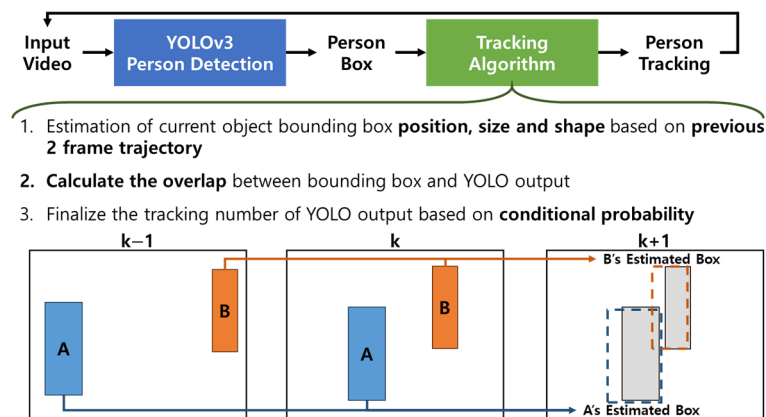 Input
Video
YOLOv3
Person Detection
Person
Box
Tracking
Algorithm
Person
Tracking
1. Estimation of current object bounding box position, size and shape based on previous
2 frame trajectory
2. Calculate the overlap between bounding box and YOLO output
3. Finalize the tracking number of YOLO output based on conditional probability
k−1
k
k+1
B's Estimated Box
B
B
A
A
A's Estimated Box